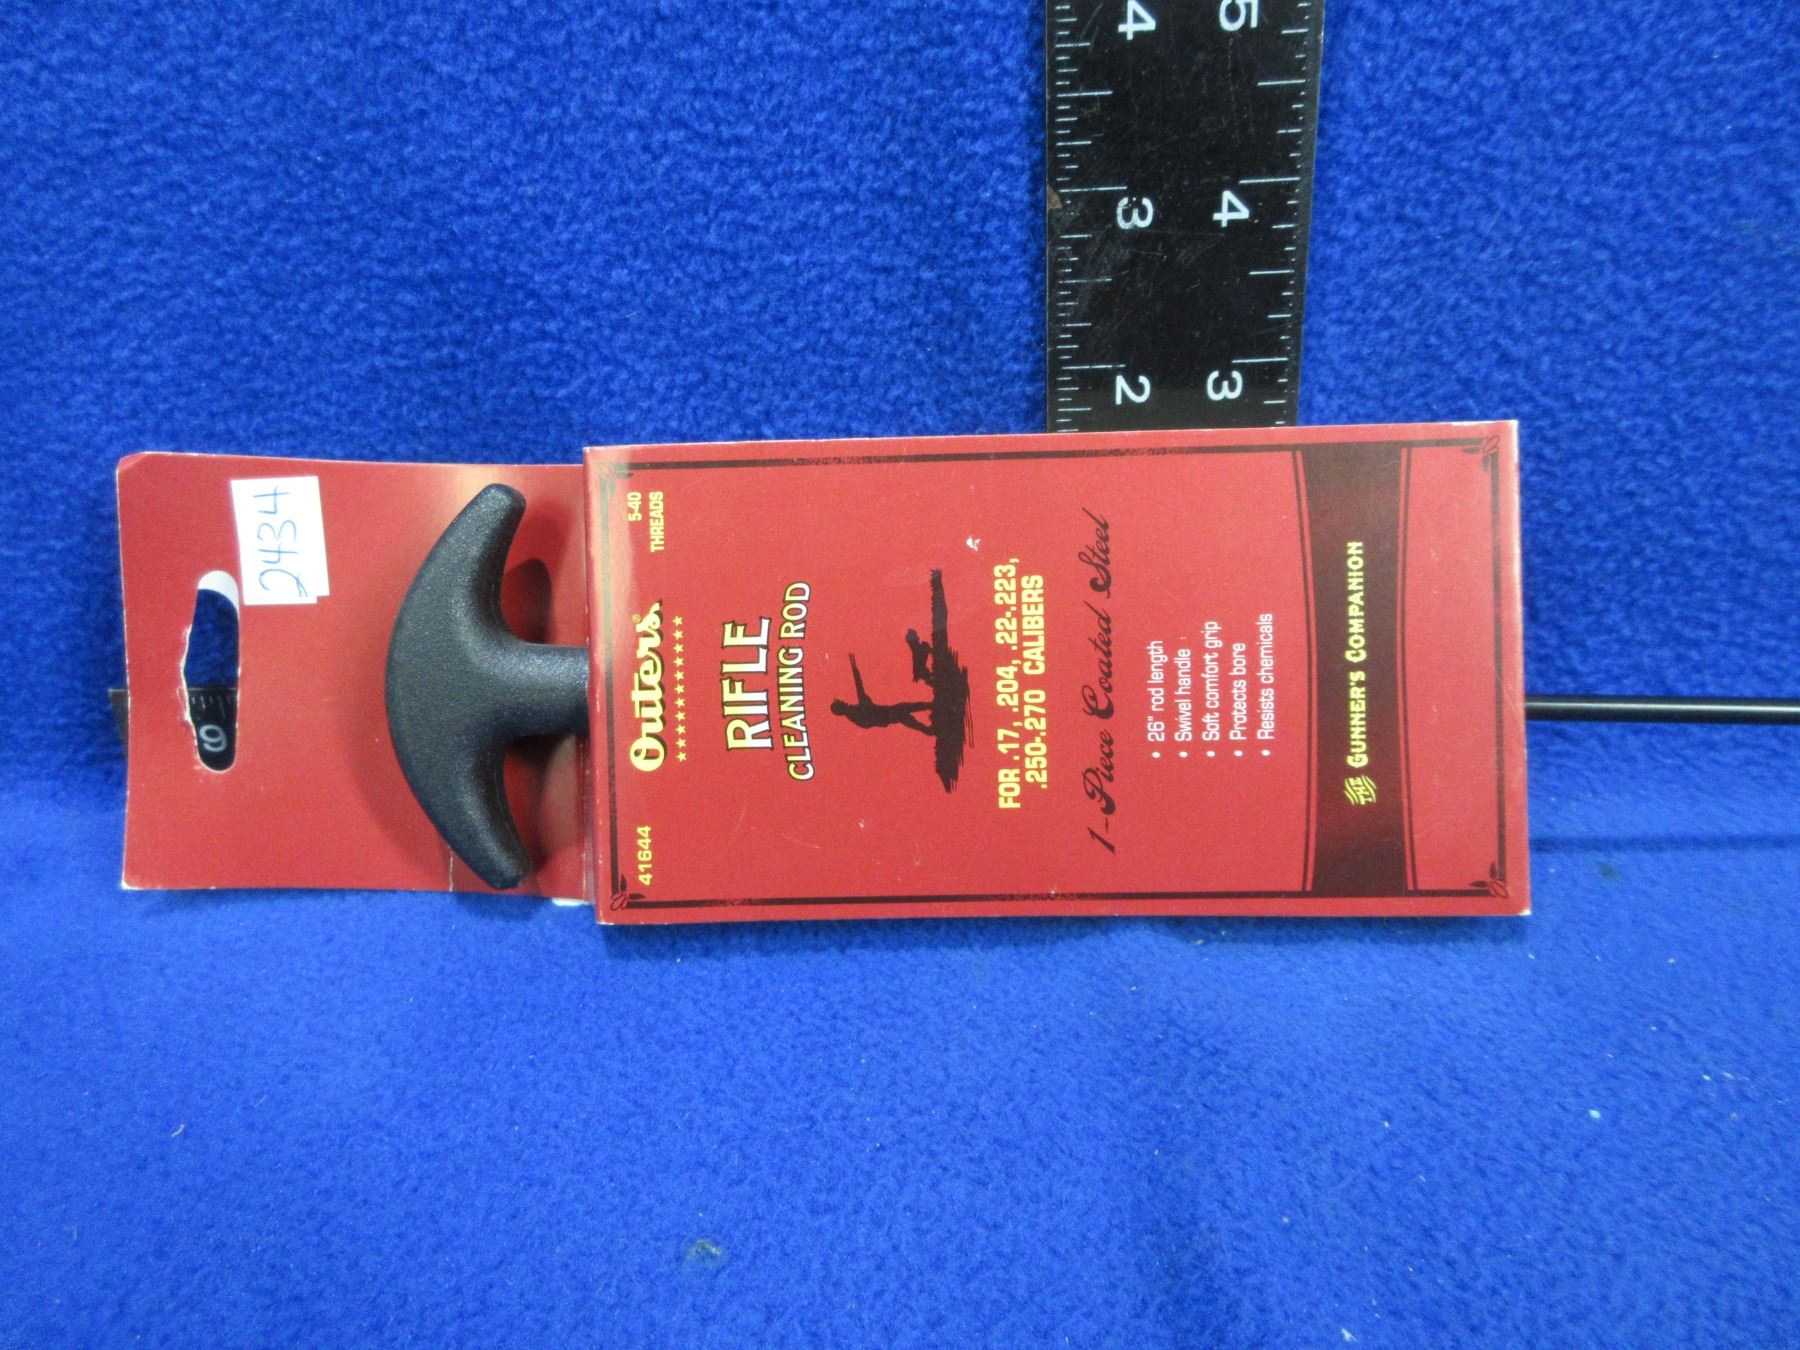 2434
41644
5-40
THREADS
Outers®
RIFLE
CLEANING ROD
FOR .17, .204, .22-.223,
.250-.270 CALIBERS
1-Piece Coated Steel
• 26" rod length
• Swivel handle
• Soft comfort grip
• Protects bore
• Resists chemicals
THE GUNNER'S COMPANION
4 5
3 4
2 3
6